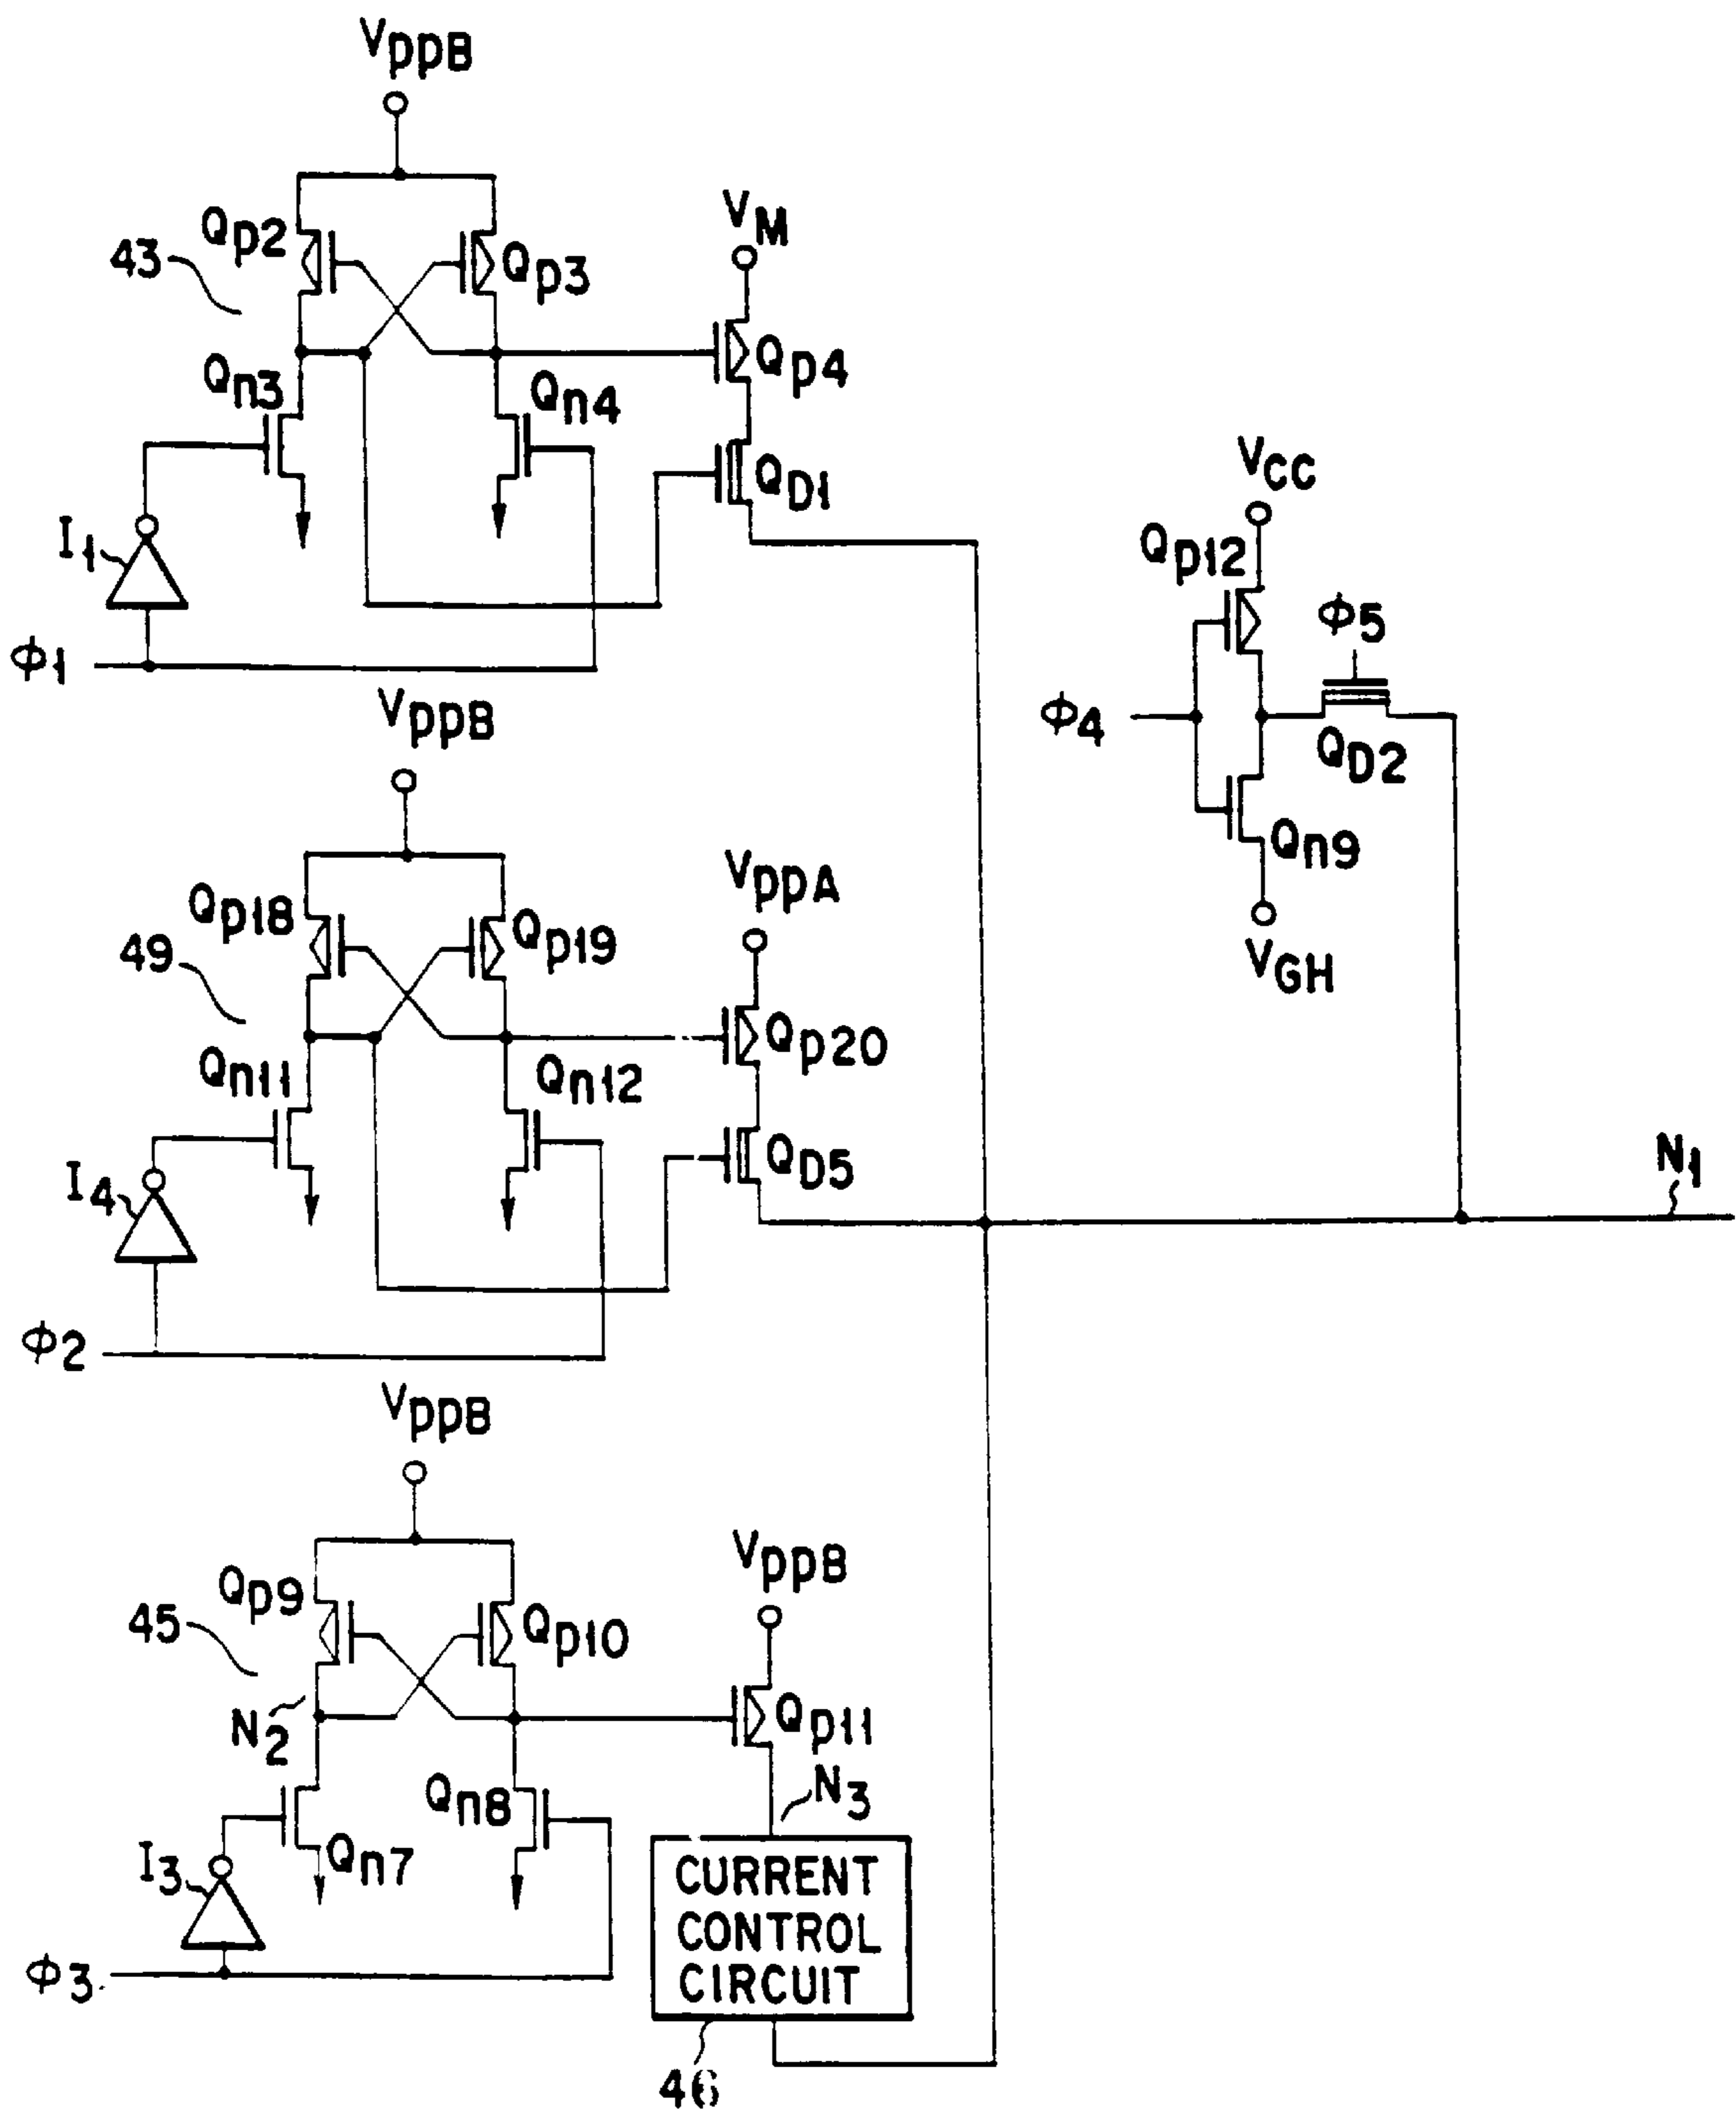 VppB
VM
Qp2
43
Qp3
Qp4
Qn3
Qn4
QD1
I1
Φ1
VCC
Qp12
Φ5
Φ4
QD2
Qn9
VGH
VppB
VppA
Qp18
Qp19
49
Qp20
Qn11
Qn12
QD5
I4
Φ2
N1
VppB
VppB
Qp9
45
Qp10
N2
Qp11
Qn8
N3
I3
Qn7
Φ3
CURRENT
CONTROL
CIRCUIT
46